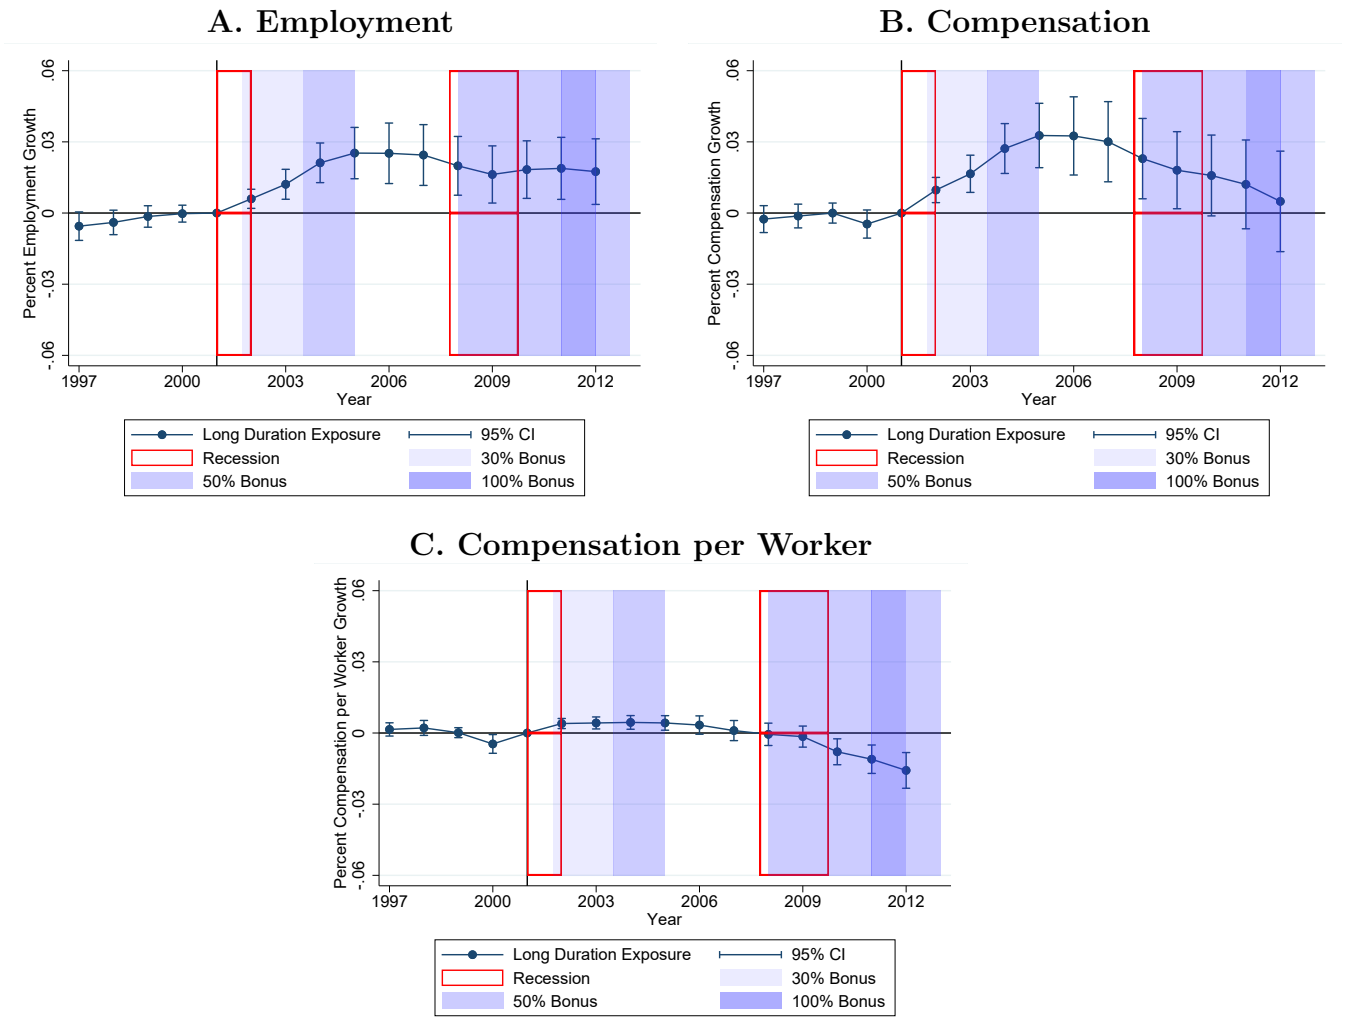 A. Employment
Percent Employment Growth
.06
.03
0
-.03
-.06
1997 2000 2003 2006 2009 2012
Year
Long Duration Exposure 95% CI
Recession 30% Bonus
50% Bonus 100% Bonus
B. Compensation
Percent Compensation Growth
.06
.03
0
-.03
-.06
1997 2000 2003 2006 2009 2012
Year
Long Duration Exposure 95% CI
Recession 30% Bonus
50% Bonus 100% Bonus
C. Compensation per Worker
Percent Compensation per Worker Growth
.06
.03
0
-.03
-.06
1997 2000 2003 2006 2009 2012
Year
Long Duration Exposure 95% CI
Recession 30% Bonus
50% Bonus 100% Bonus